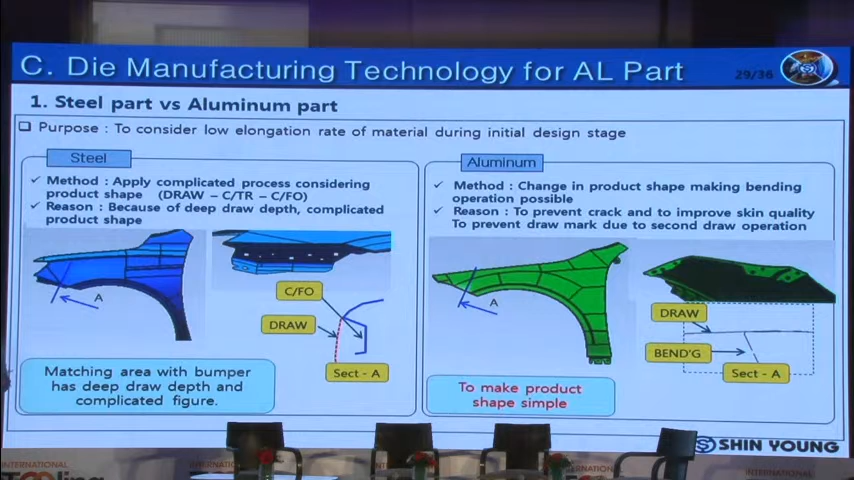 C. Die Manufacturing Technology for AL Part
29/36
1. Steel part vs Aluminum part
Purpose : To consider low elongation rate of material during initial design stage
Steel
✓ Method : Apply complicated process considering
product shape (DRAW – C/TR – C/FO)
✓ Reason : Because of deep draw depth, complicated
product shape
A
C/FO
DRAW
Sect - A
Matching area with bumper
has deep draw depth and
complicated figure.
Aluminum
✓ Method : Change in product shape making bending
operation possible
✓ Reason : To prevent crack and to improve skin quality
To prevent draw mark due to second draw operation
A
DRAW
BEND'G
Sect - A
To make product
shape simple
SHIN YOUNG
INTERNATIONAL
INTERNATIONAL
INTERNATIONAL